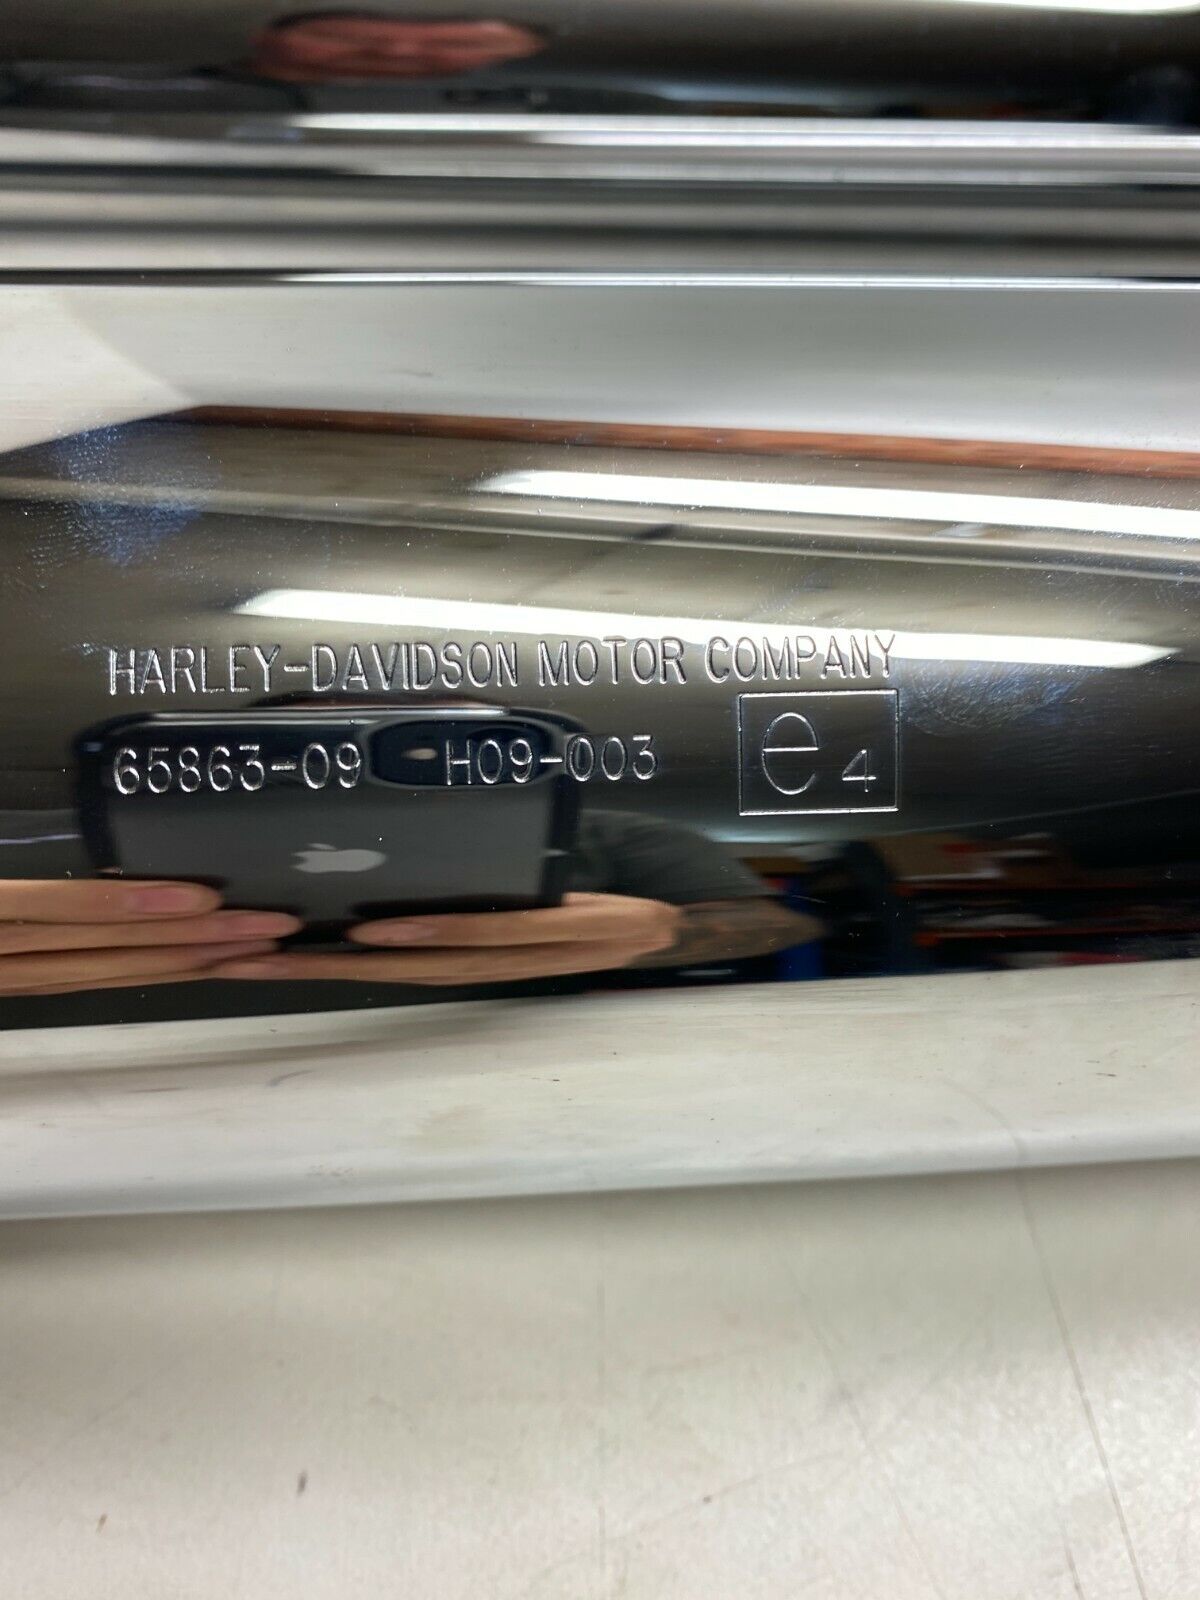 HARLEY-DAVIDSON MOTOR COMPANY
65863-09 H09-003 e4